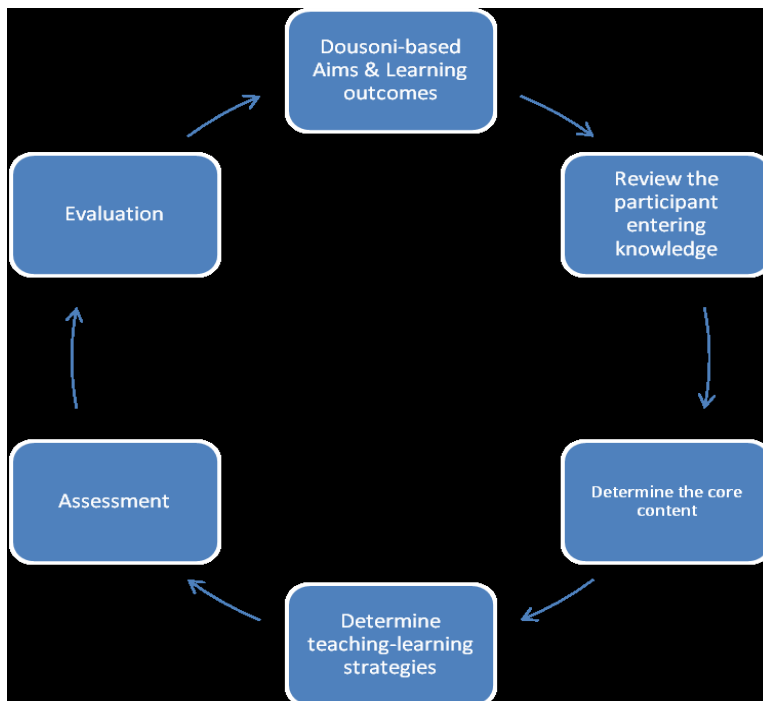 Dousoni-based
Aims & Learning
outcomes
Review the
participant
entering
knowledge
Determine the core
content
Determine
teaching-learning
strategies
Assessment
Evaluation